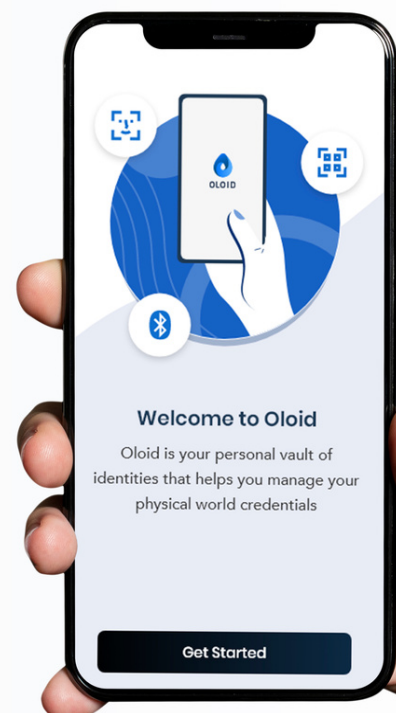 OLOID
Welcome to Oloid
Oloid is your personal vault of
identities that helps you manage your
physical world credentials
Get Started